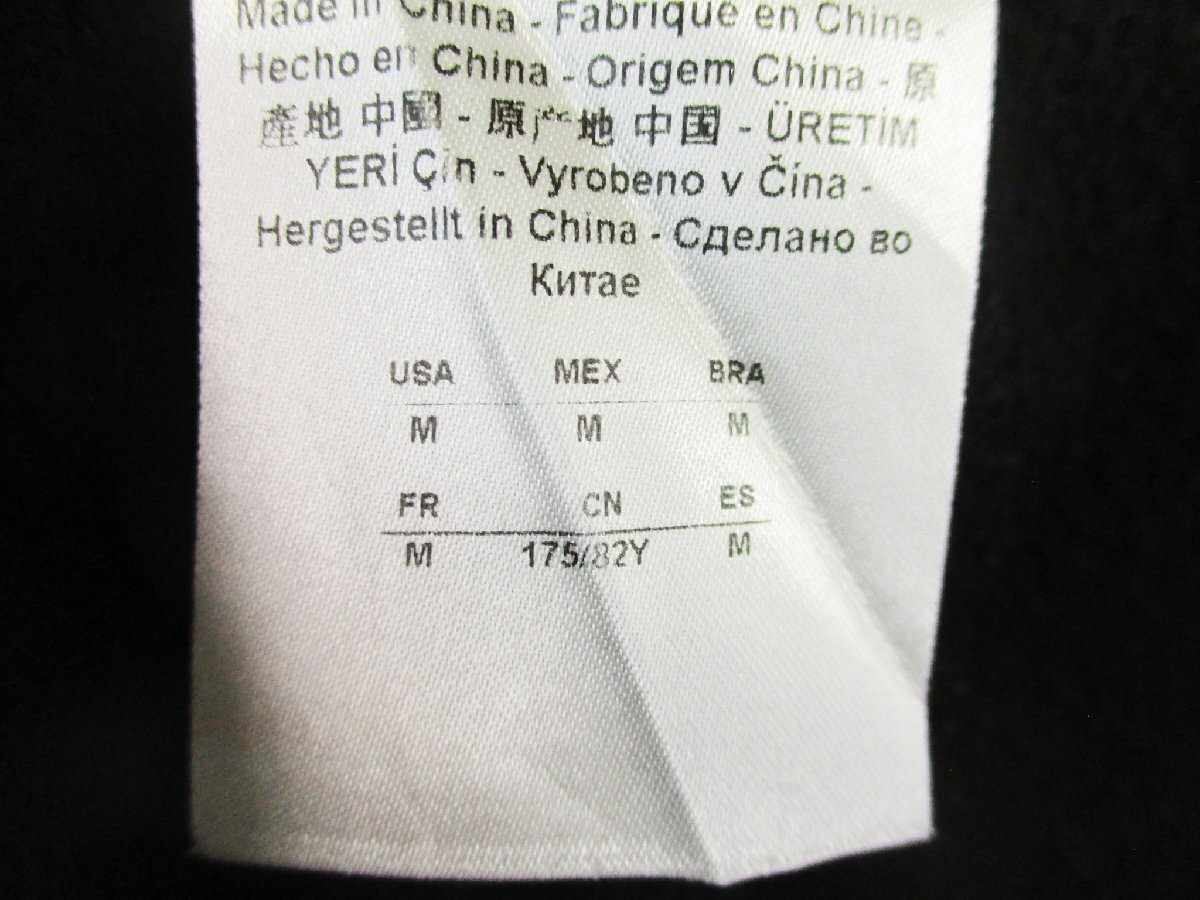 Made in China - Fabriqué en Chine -
Hecho en China - Origem China - 原
產地 中國 - 原产地 中国 - ÜRETİM
YERİ Çin - Vyrobeno v Čína -
Hergestellt in China - Сделано во
Китае
USA MEX BRA
M M M
FR CN ES
M 175/82Y M